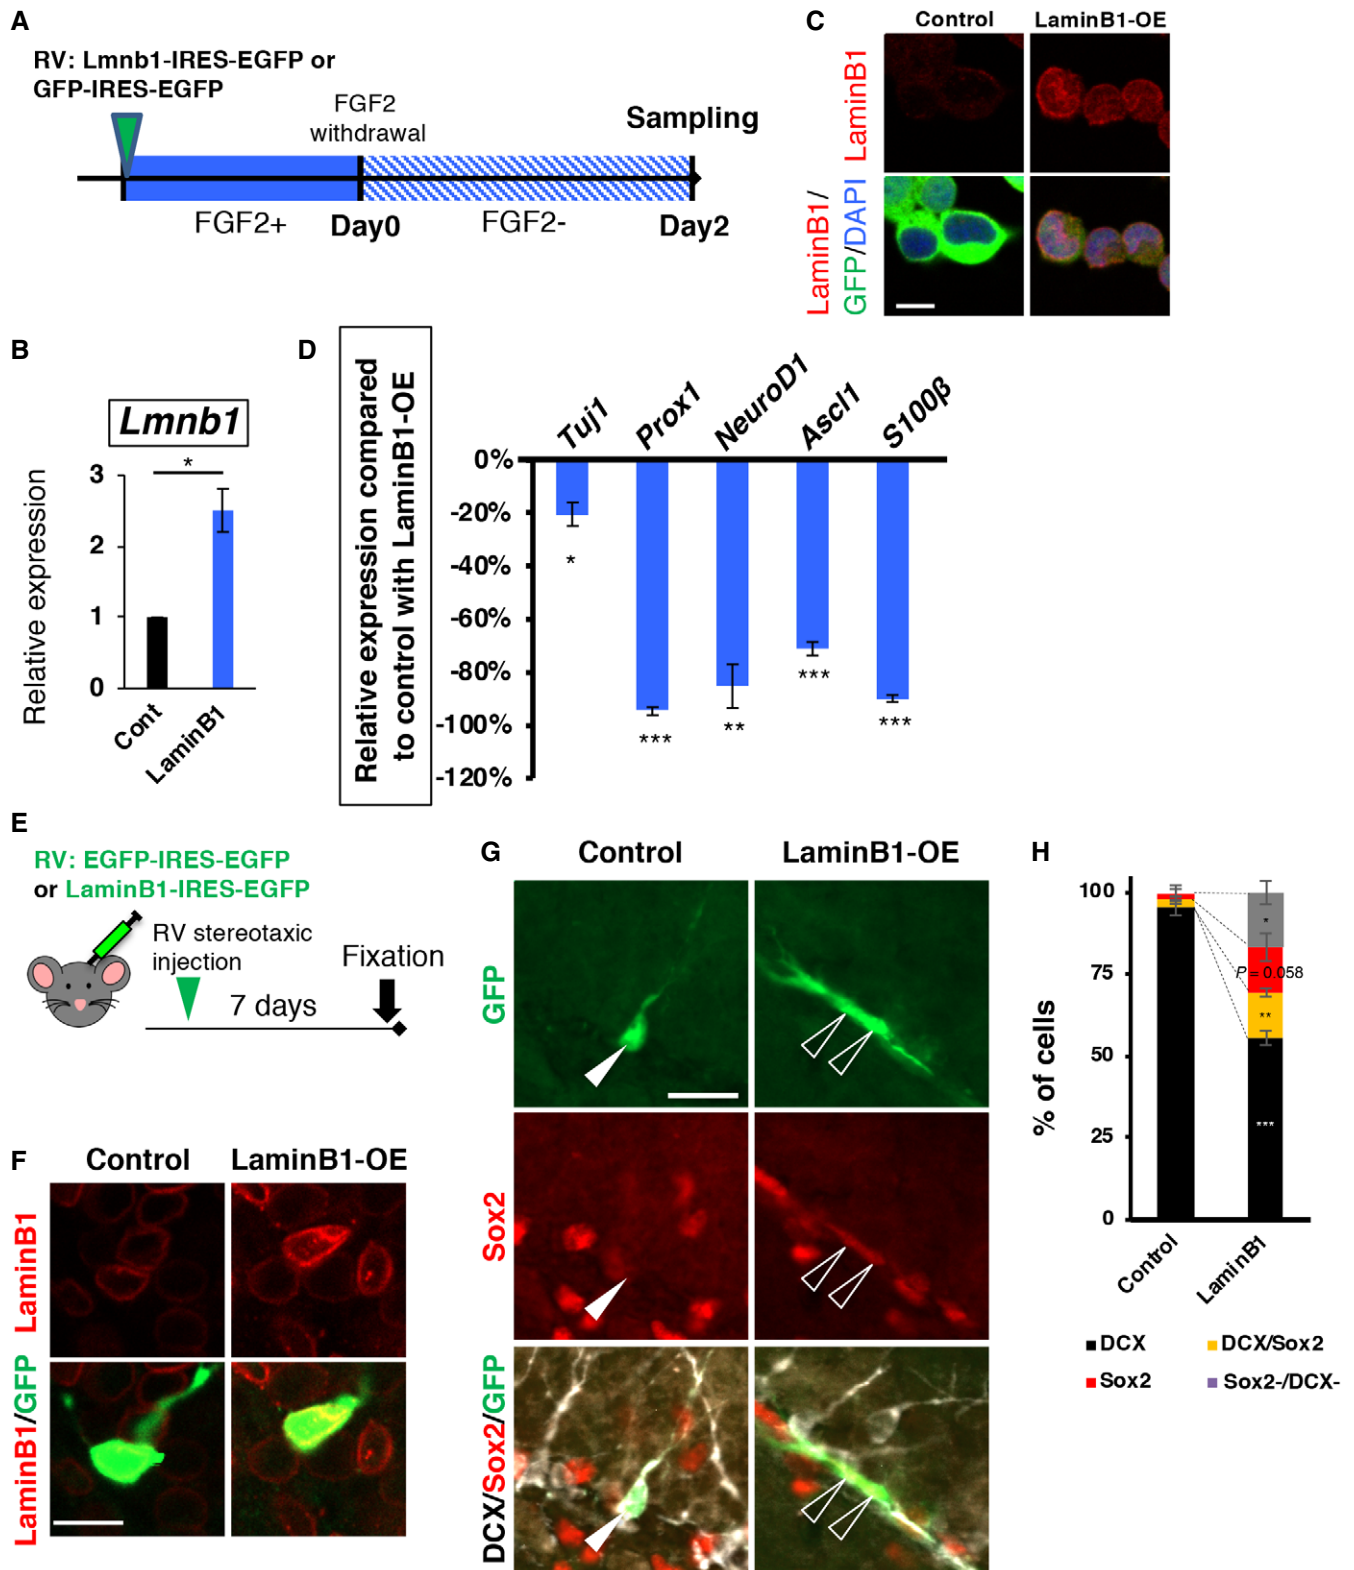 A
RV: Lmnb1-IRES-EGFP or
GFP-IRES-EGFP
FGF2
withdrawal
Sampling
FGF2+
Day0
FGF2-
Day2
C
Control
LaminB1-OE
LaminB1
LaminB1/
GFP/DAPI
B
Lmnb1
*
Relative expression
3
2
1
0
Cont
LaminB1
D
Relative expression compared
to control with LaminB1-OE
Tuj1
Prox1
NeuroD1
Ascl1
S100β
0%
-20%
-40%
-60%
-80%
-100%
-120%
*
***
**
***
***
E
RV: EGFP-IRES-EGFP
or LaminB1-IRES-EGFP
RV stereotaxic
injection
7 days
Fixation
F
Control
LaminB1-OE
LaminB1
LaminB1/GFP
G
Control
LaminB1-OE
GFP
Sox2
DCX/Sox2/GFP
H
% of cells
100
75
50
25
0
*
P = 0.058
**
***
Control
LaminB1
DCX
DCX/Sox2
Sox2
Sox2-/DCX-